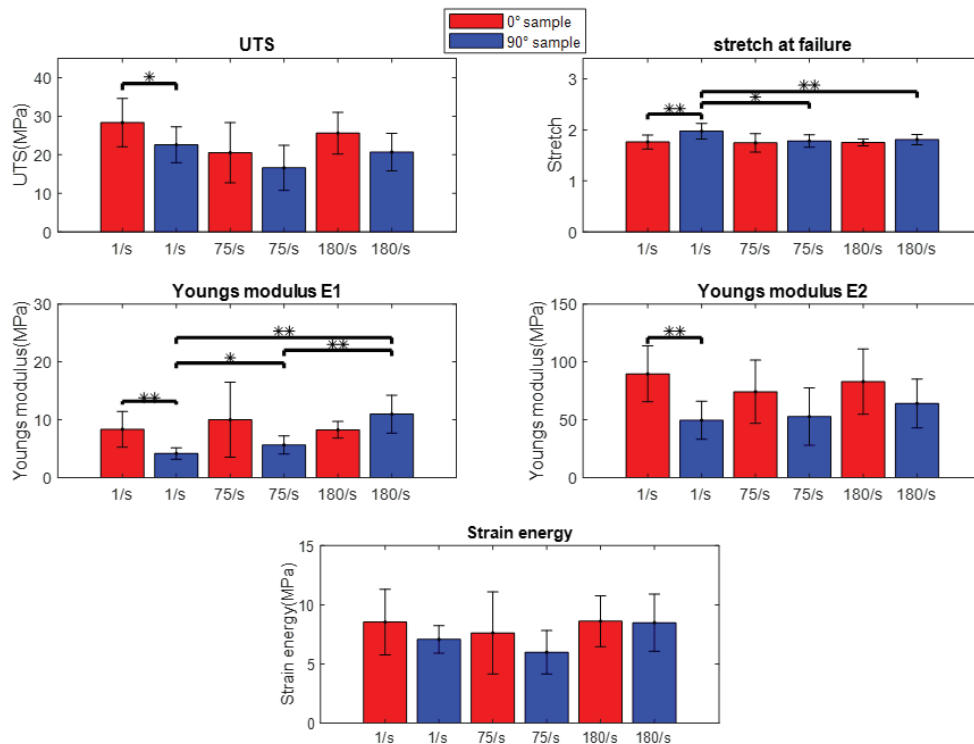 0° sample
90° sample
UTS
UTS(MPa)
40
30
20
10
0
*
1/s 1/s 75/s 75/s 180/s 180/s
stretch at failure
Stretch
3
2
1
0
**
*
**
1/s 1/s 75/s 75/s 180/s 180/s
Youngs modulus E1
Youngs modulus(MPa)
30
20
10
0
**
*
**
**
1/s 1/s 75/s 75/s 180/s 180/s
Youngs modulus E2
Youngs modulus(MPa)
150
100
50
0
**
1/s 1/s 75/s 75/s 180/s 180/s
Strain energy
Strain energy(MPa)
15
10
5
0
1/s 1/s 75/s 75/s 180/s 180/s